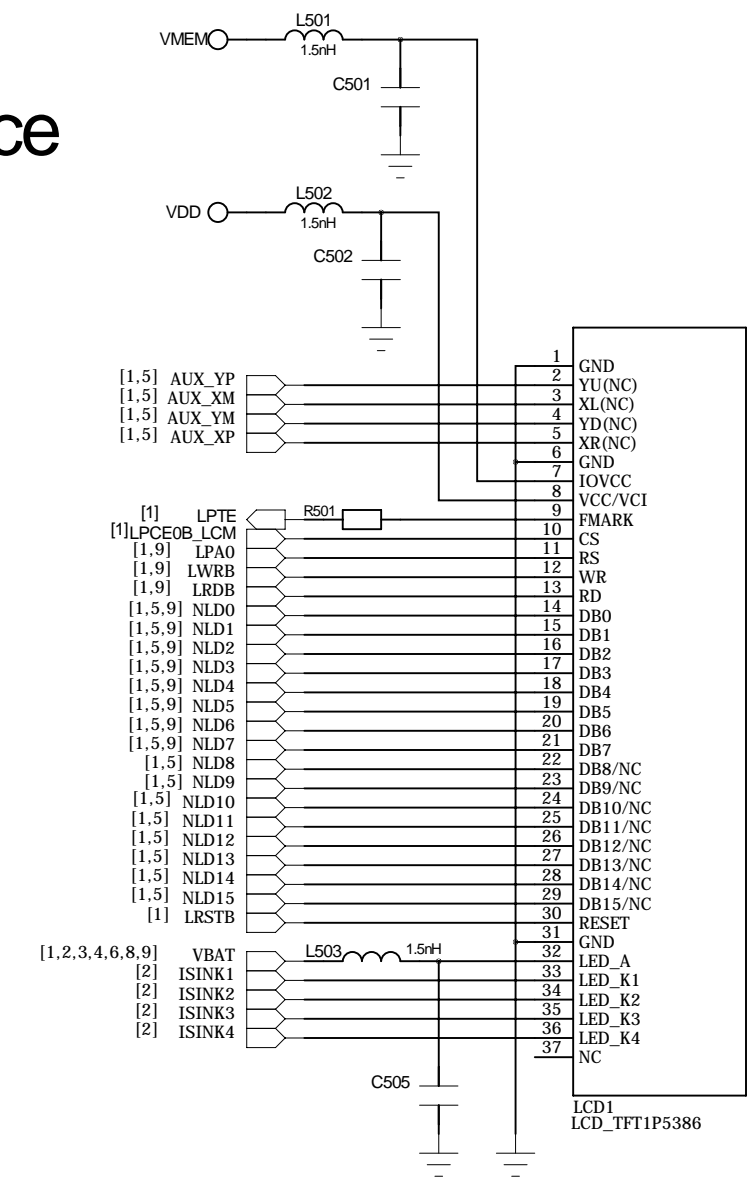 ce
VMEM
L501
1.5nH
C501
VDD
L502
1.5nH
C502
[1,5] AUX_YP
[1,5] AUX_XM
[1,5] AUX_YM
[1,5] AUX_XP
[1] LPTE
R501
[1]LPCE0B_LCM
[1,9] LPA0
[1,9] LWRB
[1,9] LRDB
[1,5,9] NLD0
[1,5,9] NLD1
[1,5,9] NLD2
[1,5,9] NLD3
[1,5,9] NLD4
[1,5,9] NLD5
[1,5,9] NLD6
[1,5,9] NLD7
[1,5] NLD8
[1,5] NLD9
[1,5] NLD10
[1,5] NLD11
[1,5] NLD12
[1,5] NLD13
[1,5] NLD14
[1,5] NLD15
[1] LRSTB
[1,2,3,4,6,8,9] VBAT
L503
1.5nH
[2] ISINK1
[2] ISINK2
[2] ISINK3
[2] ISINK4
C505
1 GND
2 YU(NC)
3 XL(NC)
4 YD(NC)
5 XR(NC)
6 GND
7 IOVCC
8 VCC/VCI
9 FMARK
10 CS
11 RS
12 WR
13 RD
14 DB0
15 DB1
16 DB2
17 DB3
18 DB4
19 DB5
20 DB6
21 DB7
22 DB8/NC
23 DB9/NC
24 DB10/NC
25 DB11/NC
26 DB12/NC
27 DB13/NC
28 DB14/NC
29 DB15/NC
30 RESET
31 GND
32 LED_A
33 LED_K1
34 LED_K2
35 LED_K3
36 LED_K4
37 NC
LCD1
LCD_TFT1P5386